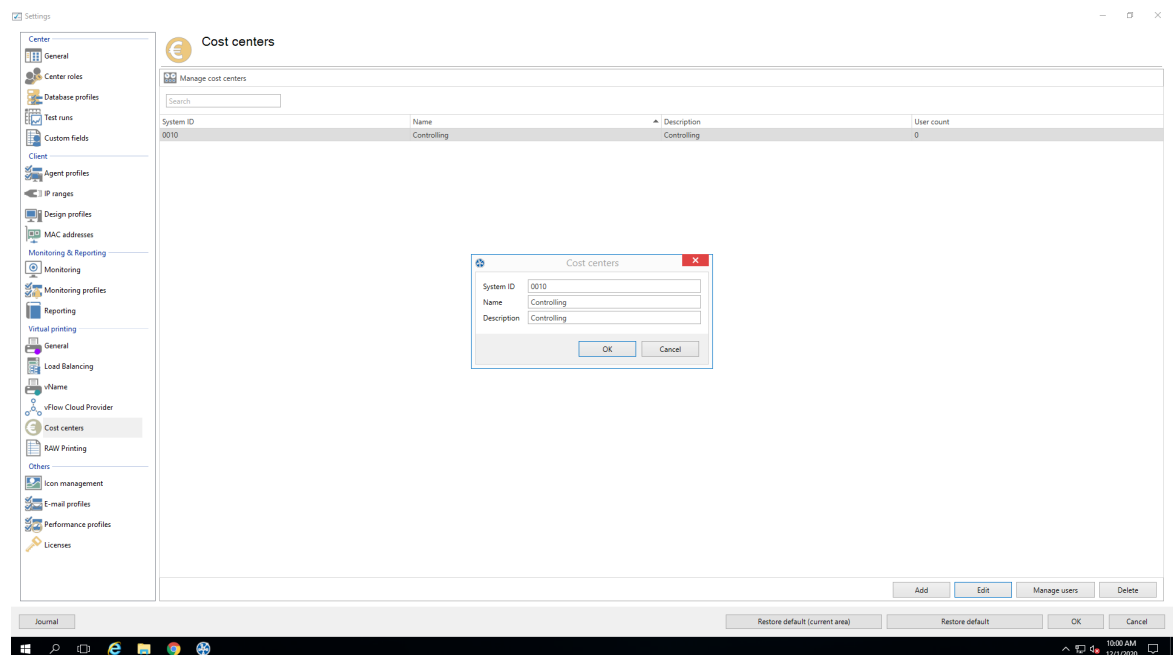 Settings
Center
General
Center roles
Database profiles
Test runs
Custom fields
Client
Agent profiles
IP ranges
Design profiles
MAC addresses
Monitoring & Reporting
Monitoring
Monitoring profiles
Reporting
Virtual printing
General
Load Balancing
vName
vFlow Cloud Provider
Cost centers
RAW Printing
Others
Icon management
E-mail profiles
Performance profiles
Licenses
Cost centers
Manage cost centers
Search
System ID Name Description User count
0010 Controlling Controlling 0
Cost centers
System ID 0010
Name Controlling
Description Controlling
OK Cancel
Add Edit Manage users Delete
Journal Restore default (current area) Restore default OK Cancel
10:00 AM
12/1/2020